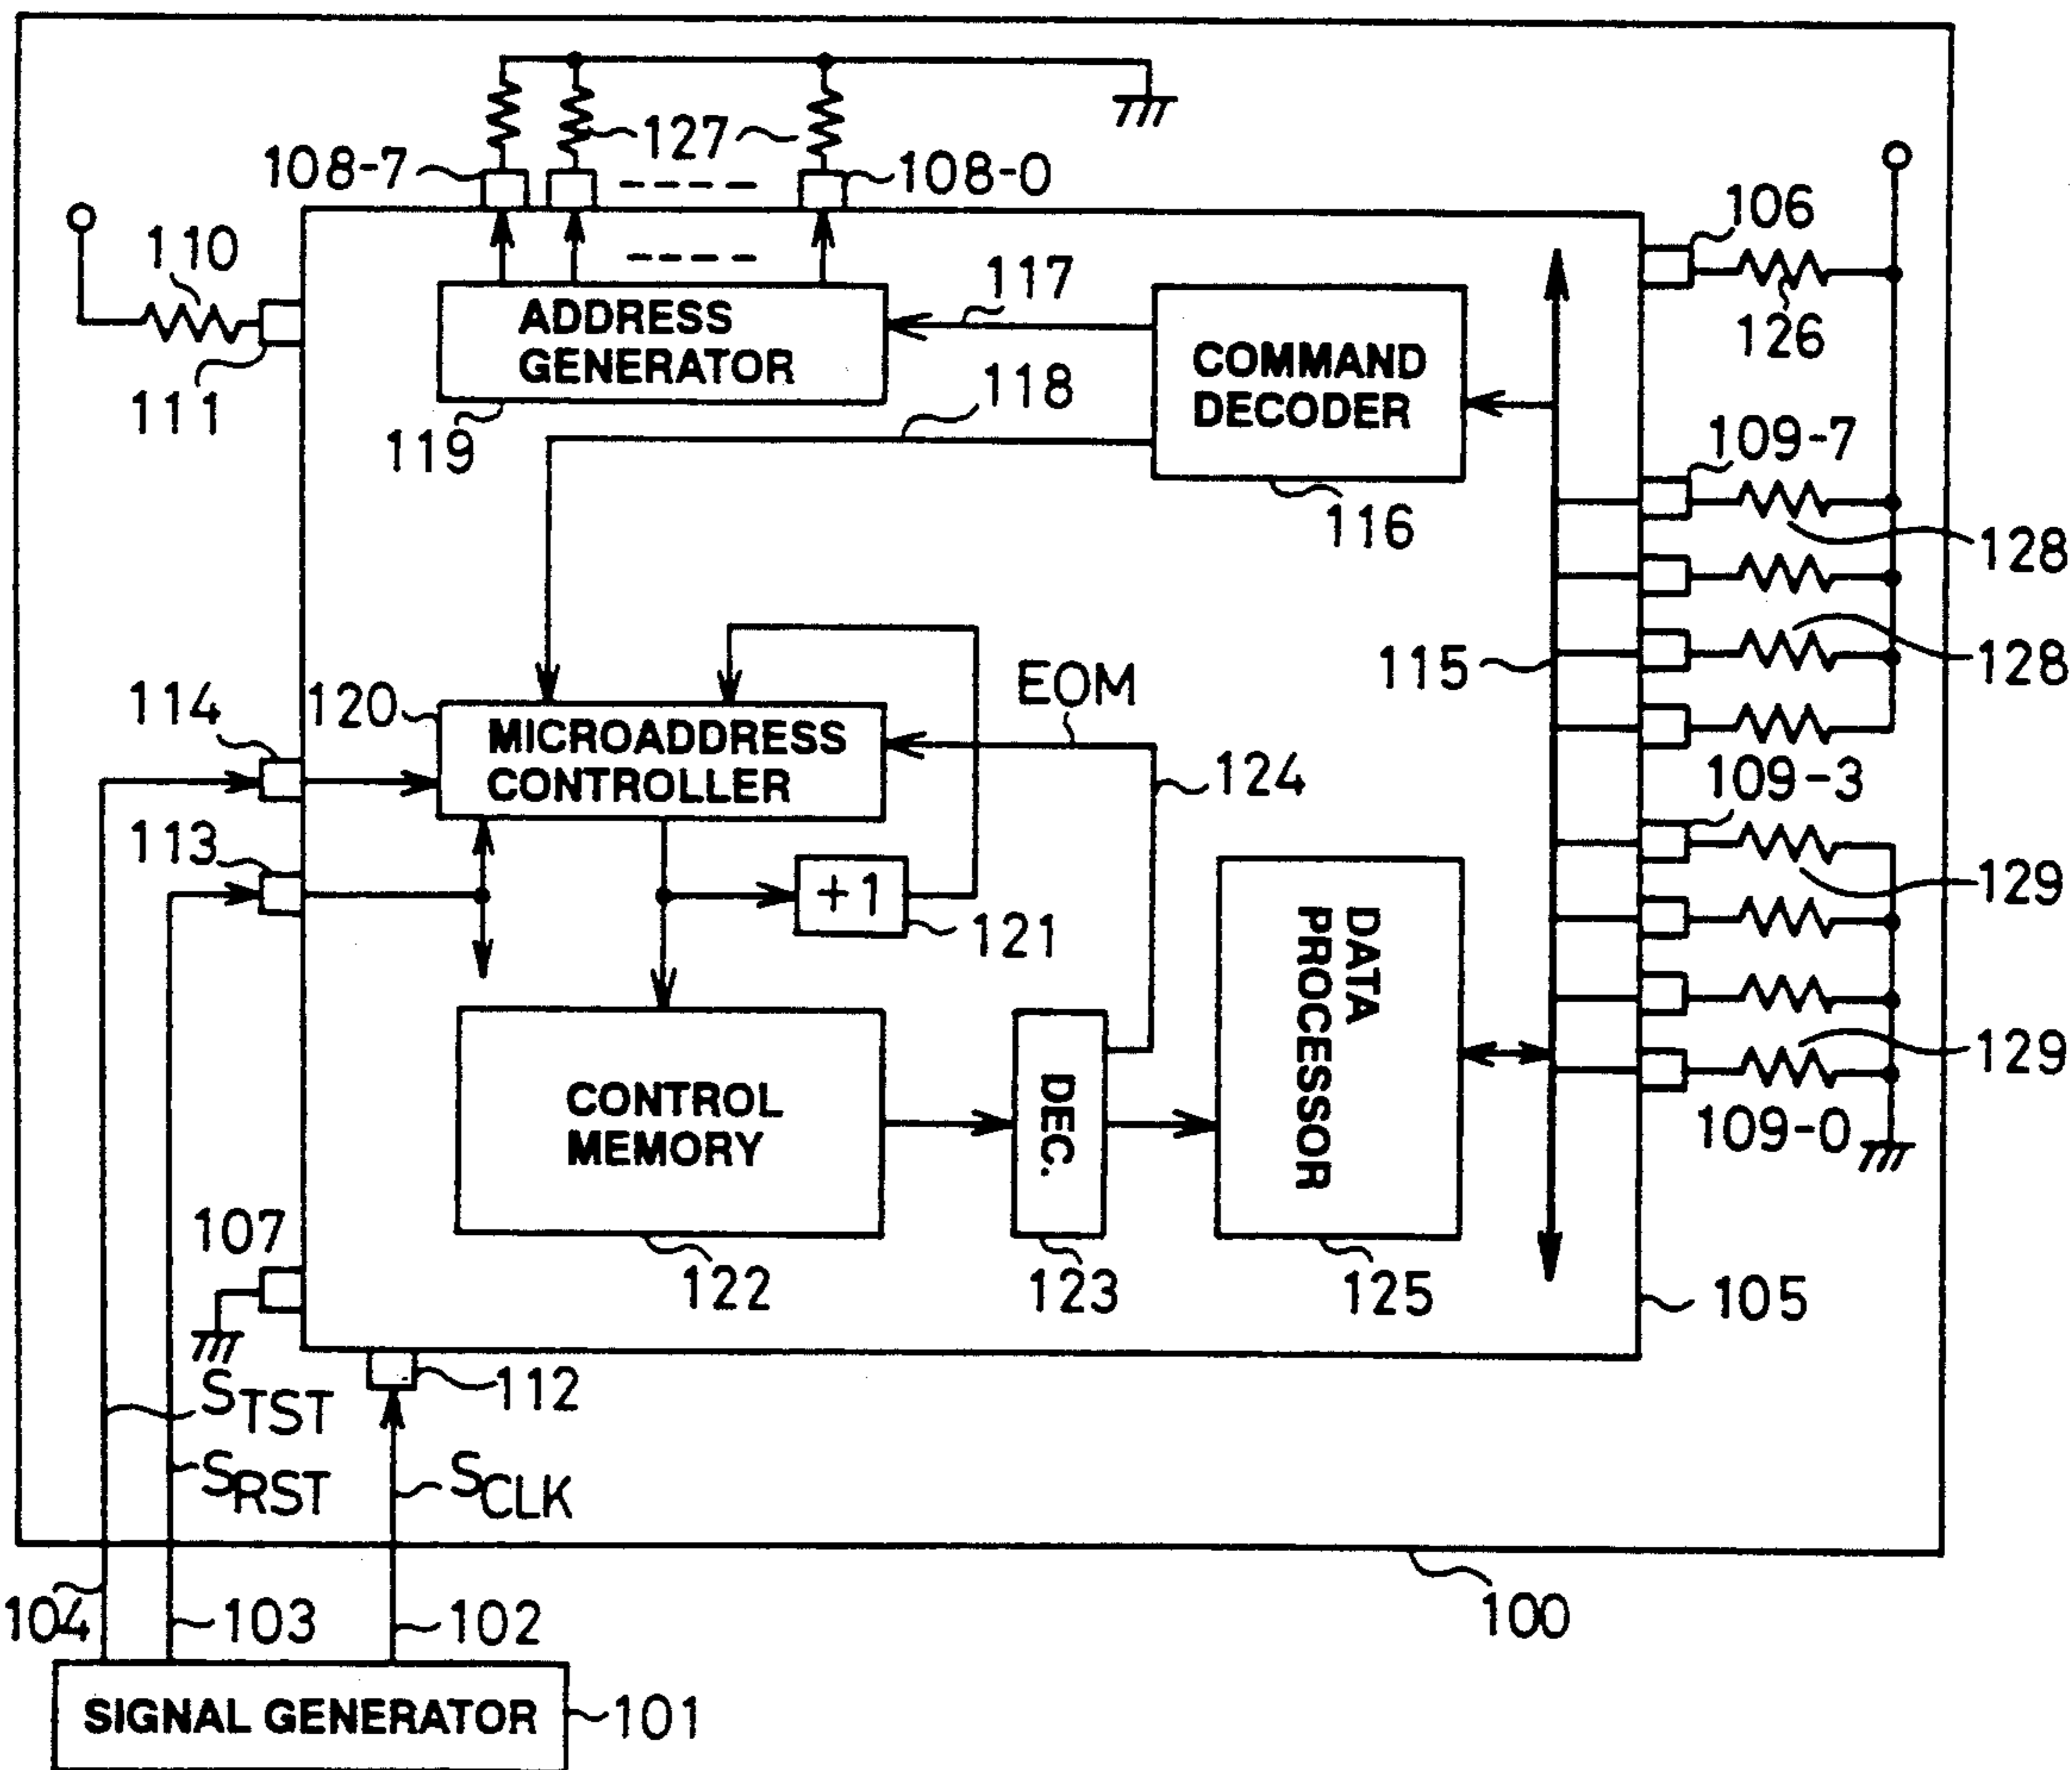 127
108-7
108-0
106
110
117
126
ADDRESS
GENERATOR
COMMAND
DECODER
118
111
119
109-7
116
128
128
115
EOM
114
120
MICROADDRESS
CONTROLLER
124
109-3
113
+1
121
129
DATA
PROCESSOR
129
CONTROL
MEMORY
DEC.
109-0
107
122
123
125
105
112
STST
SRST
SCLK
104
103
102
100
SIGNAL GENERATOR
101